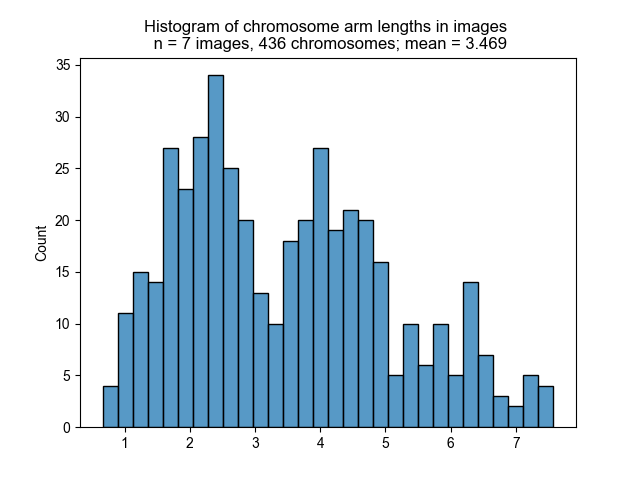 Histogram of chromosome arm lengths in images
n = 7 images, 436 chromosomes; mean = 3.469
35
30
25
20
15
10
5
0
Count
1 2 3 4 5 6 7